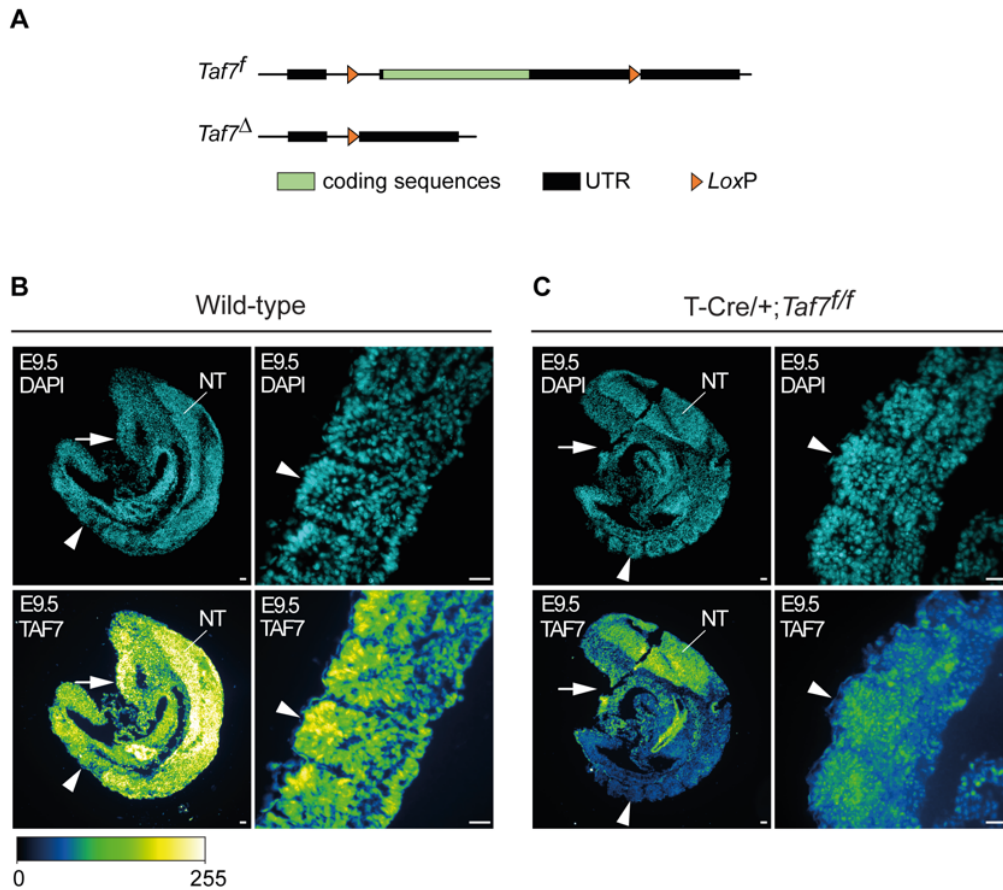 A
Taf7f
Taf7Δ
coding sequences UTR LoxP
B
Wild-type
E9.5
DAPI
NT
E9.5
DAPI
E9.5
TAF7
NT
E9.5
TAF7
0 255
C
T-Cre/+;Taf7f/f
E9.5
DAPI
NT
E9.5
DAPI
E9.5
TAF7
NT
E9.5
TAF7